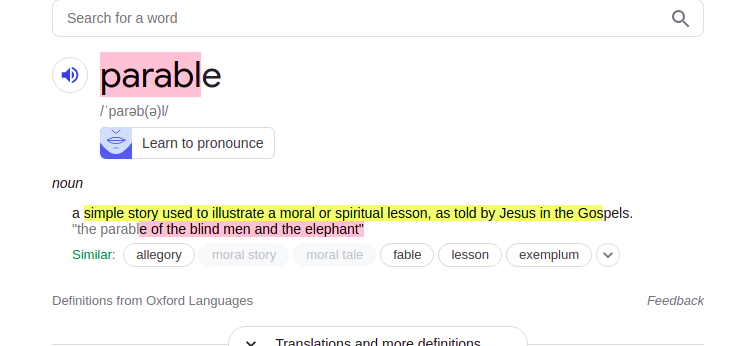 Search for a word
parable
/ˈparəb(ə)l/
Learn to pronounce
noun
a simple story used to illustrate a moral or spiritual lesson, as told by Jesus in the Gospels.
"the parable of the blind men and the elephant"
Similar: allegory moral story moral tale fable lesson exemplum
Definitions from Oxford Languages Feedback
Translations and more definitions